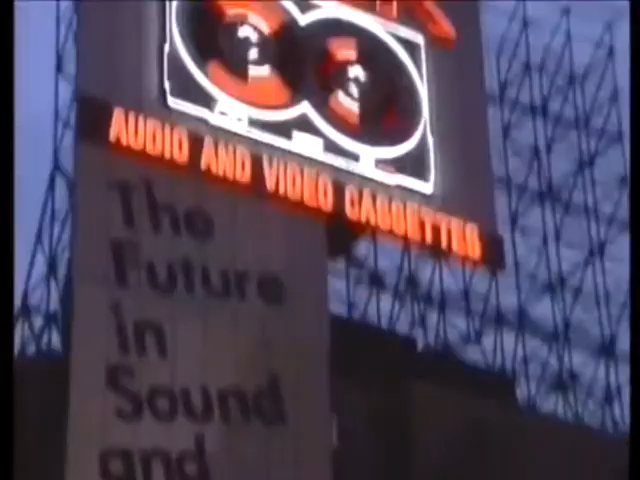 AUDIO AND VIDEO CASSETTES
The
Future
in
Sound
and